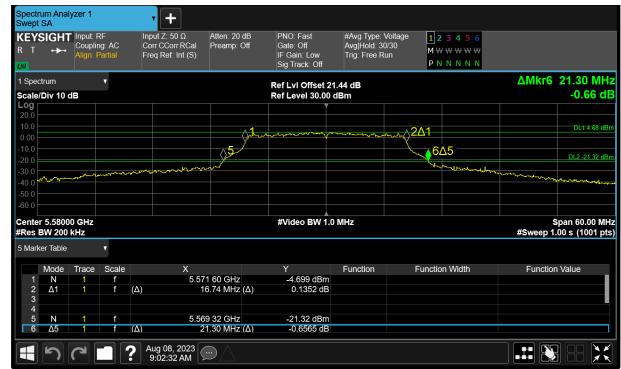 Spectrum Analyzer 1
Swept SA
KEYSIGHT Input: RF Input Z: 50 Ω Atten: 20 dB PNO: Fast #Avg Type: Voltage 1 2 3 4 5 6
R T Coupling: AC Corr CCorr RCal Preamp: Off Gate: Off Avg|Hold: 30/30 M W W W W W
Align: Partial Freq Ref: Int (S) IF Gain: Low Trig: Free Run
Sig Track: Off P N N N N N
LXI
1 Spectrum ΔMkr6 21.30 MHz
Ref Lvl Offset 21.44 dB
Scale/Div 10 dB Ref Level 30.00 dBm -0.66 dB
Log
20.0
10.0 DL1 4.68 dBm
0.00 1 2Δ1
-10.0
-20.0 5 6Δ5 DL2 -21.32 dBm
-30.0
-40.0
-50.0
-60.0
Center 5.58000 GHz #Video BW 1.0 MHz Span 60.00 MHz
#Res BW 200 kHz #Sweep 1.00 s (1001 pts)
5 Marker Table
Mode Trace Scale X Y Function Function Width Function Value
1 N 1 f 5.571 60 GHz -4.699 dBm
2 Δ1 1 f (Δ) 16.74 MHz (Δ) 0.1352 dB
3
4
5 N 1 f 5.569 32 GHz -21.32 dBm
6 Δ5 1 f (Δ) 21.30 MHz (Δ) -0.6565 dB
? Aug 08, 2023
9:02:32 AM